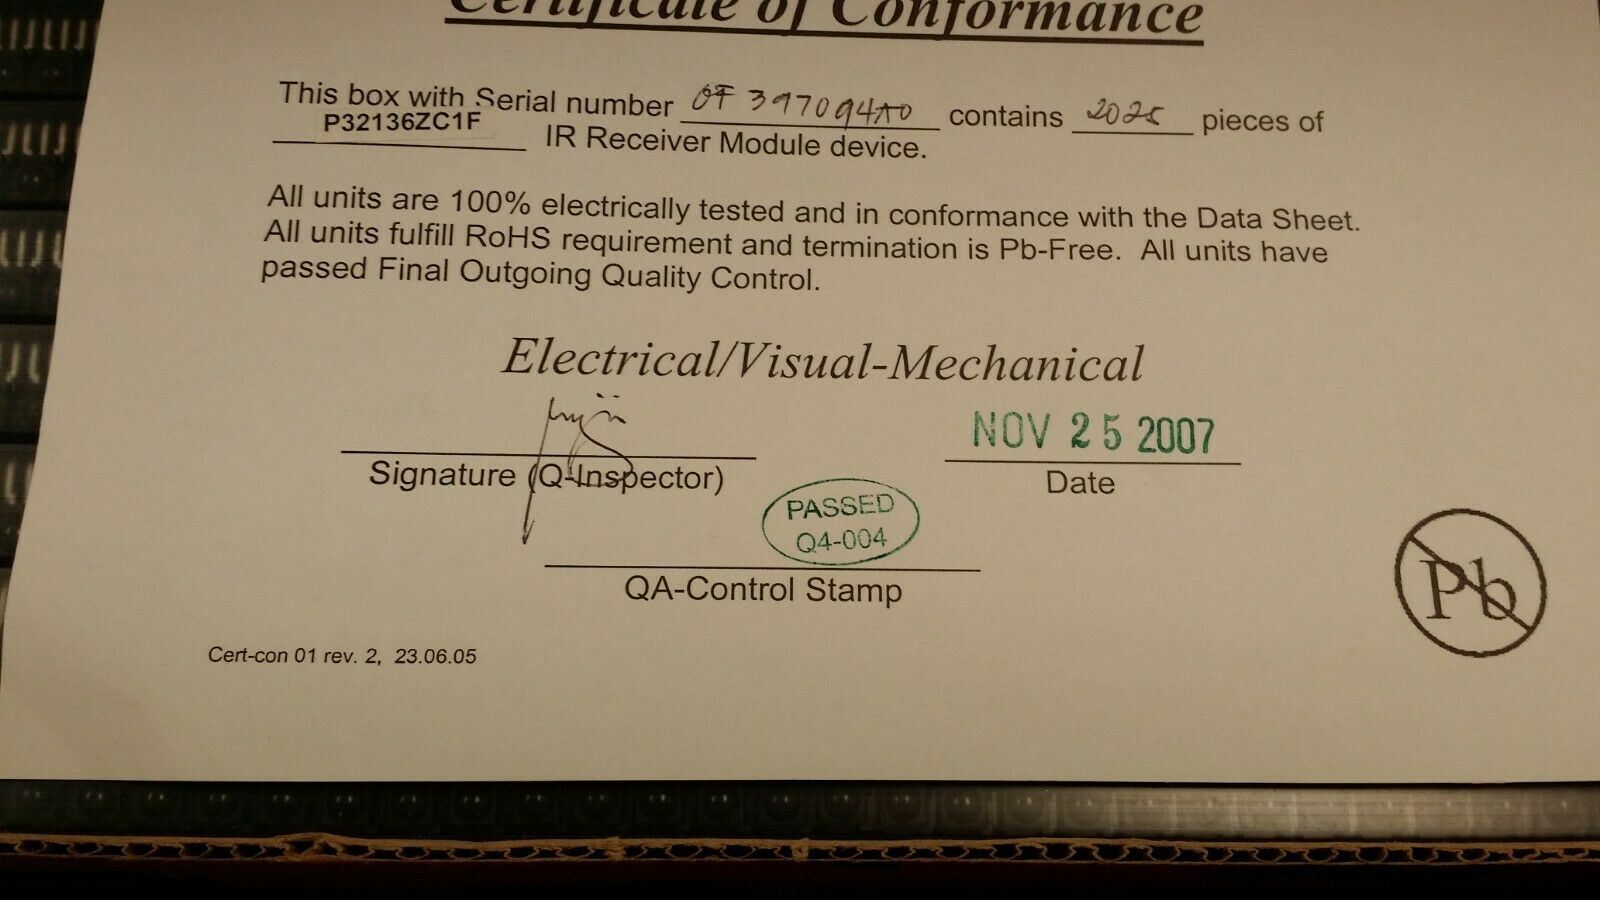 Certificate of Conformance
This box with Serial number 0F397094A0 contains 2025 pieces of
P32136ZC1F IR Receiver Module device.
All units are 100% electrically tested and in conformance with the Data Sheet.
All units fulfill RoHS requirement and termination is Pb-Free. All units have
passed Final Outgoing Quality Control.
Electrical/Visual-Mechanical
NOV 25 2007
Signature (Q-Inspector) Date
PASSED
Q4-004
QA-Control Stamp
Pb
Cert-con 01 rev. 2, 23.06.05